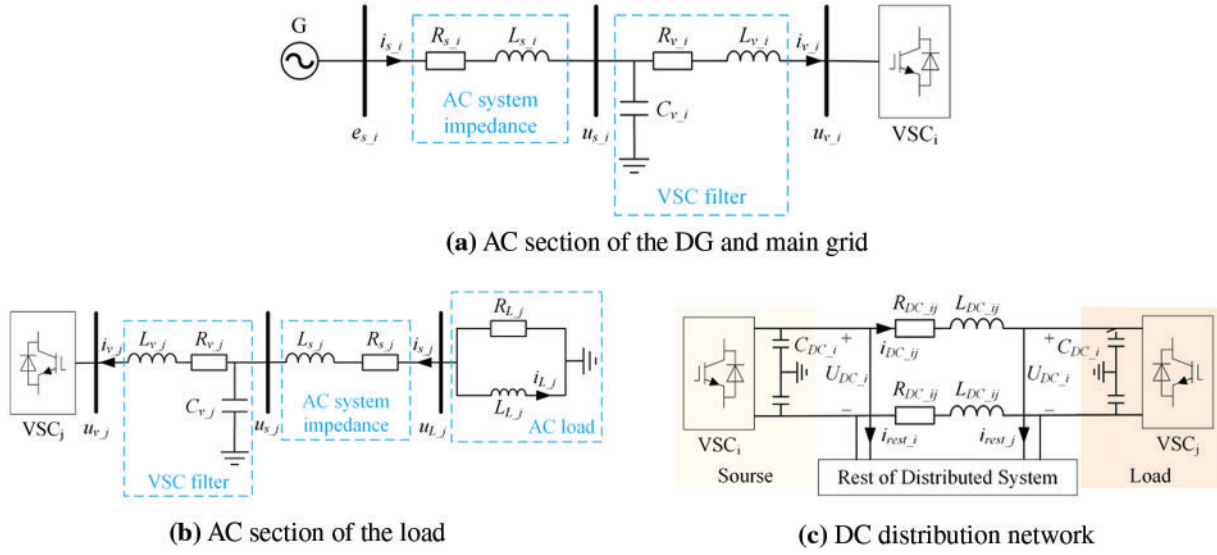 G
i_{s_i}
R_{s_i}
L_{s_i}
R_{v_i}
L_{v_i}
i_{v_i}
AC system
impedance
C_{v_i}
e_{s_i}
u_{s_i}
u_{v_i}
VSC_i
VSC filter
(a) AC section of the DG and main grid
R_{L_j}
i_{v_j}
L_{v_j}
R_{v_j}
L_{s_j}
R_{s_j}
i_{s_j}
i_{L_j}
L_{L_j}
C_{v_j}
AC system
impedance
AC load
VSC_j
u_{v_j}
u_{s_j}
u_{L_j}
VSC filter
(b) AC section of the load
R_{DC_ij}
L_{DC_ij}
C_{DC_i}
+
i_{DC_ij}
+
C_{DC_i}
U_{DC_i}
U_{DC_i}
R_{DC_ij}
L_{DC_ij}
−
−
VSC_i
i_{rest_i}
i_{rest_j}
VSC_j
Sourse
Rest of Distributed System
Load
(c) DC distribution network